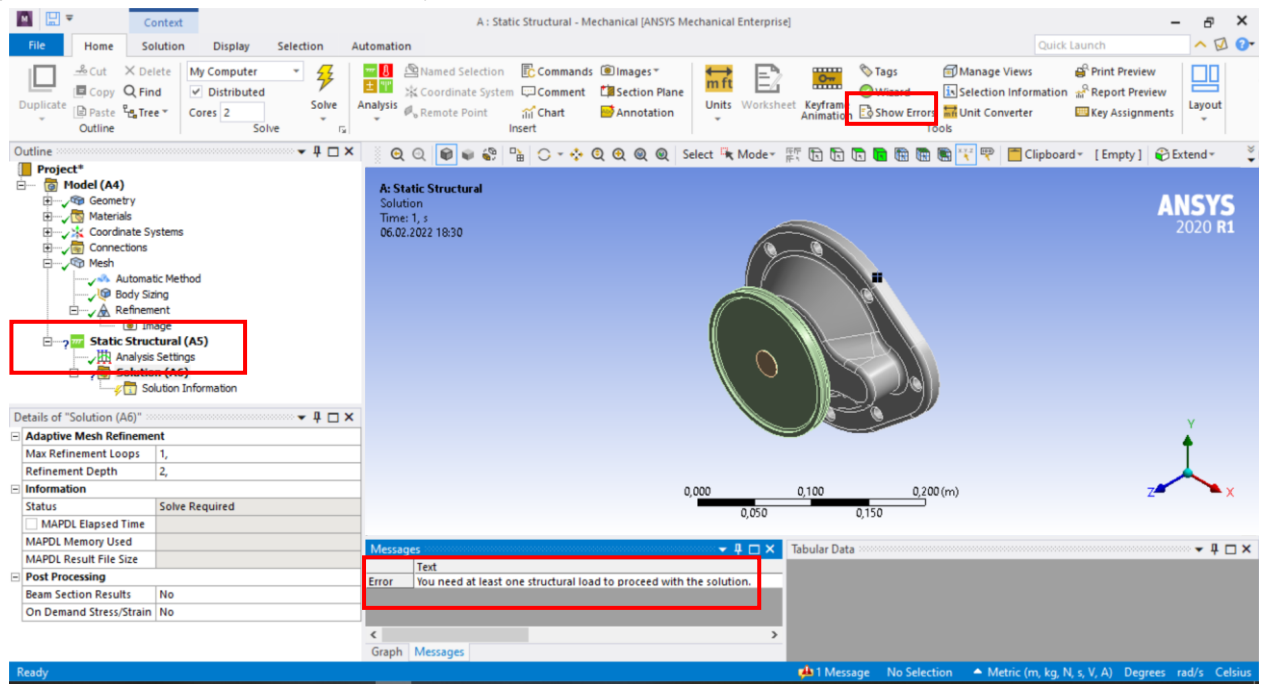 Context
A : Static Structural - Mechanical [ANSYS Mechanical Enterprise]
File Home Solution Display Selection Automation Quick Launch
Duplicate
Cut
Copy
Paste
Delete
Find
Tree
Outline
My Computer
Distributed
Cores 2
Solve
Solve
Analysis
Named Selection
Coordinate System
Remote Point
Commands
Comment
Chart
Images
Section Plane
Annotation
Insert
Units
Worksheet
Keyframe
Animation
Tags
Wizard
Show Errors
Manage Views
Selection Information
Unit Converter
Print Preview
Report Preview
Key Assignments
Tools
Layout
Outline
Select Mode Clipboard [ Empty ] Extend
Project*
Model (A4)
Geometry
Materials
Coordinate Systems
Connections
Mesh
Automatic Method
Body Sizing
Refinement
Image
Static Structural (A5)
Analysis Settings
Solution (A6)
Solution Information
Details of "Solution (A6)"
Adaptive Mesh Refinement
Max Refinement Loops 1,
Refinement Depth 2,
Information
Status Solve Required
MAPDL Elapsed Time
MAPDL Memory Used
MAPDL Result File Size
Post Processing
Beam Section Results No
On Demand Stress/Strain No
A: Static Structural
Solution
Time: 1, s
06.02.2022 18:30
ANSYS
2020 R1
0,000 0,100 0,200 (m)
0,050 0,150
Y
Z X
Messages
Text
Error You need at least one structural load to proceed with the solution.
Graph Messages
Tabular Data
Ready 1 Message No Selection Metric (m, kg, N, s, V, A) Degrees rad/s Celsius